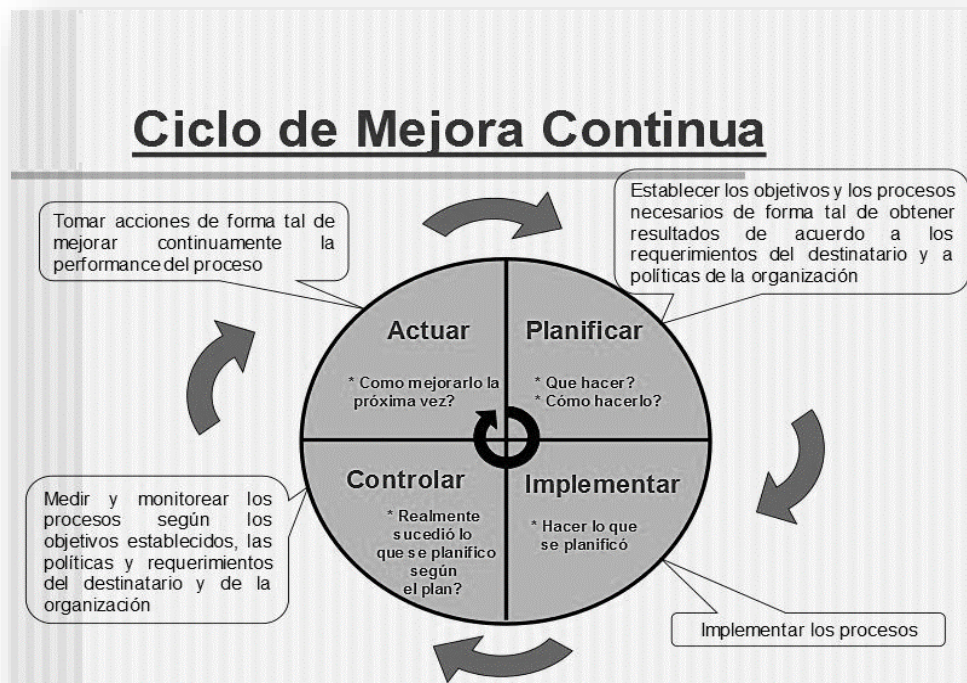 Ciclo de Mejora Continua
Tomar acciones de forma tal de
mejorar continuamente la
performance del proceso
Establecer los objetivos y los procesos
necesarios de forma tal de obtener
resultados de acuerdo a los
requerimientos del destinatario y a
políticas de la organización
Actuar
* Como mejorarlo la
próxima vez?
Planificar
* Que hacer?
* Cómo hacerlo?
Controlar
* Realmente
sucedió lo
que se planifico
según
el plan?
Implementar
* Hacer lo que
se planificó
Medir y monitorear los
procesos según los
objetivos establecidos, las
políticas y requerimientos
del destinatario y de la
organización
Implementar los procesos